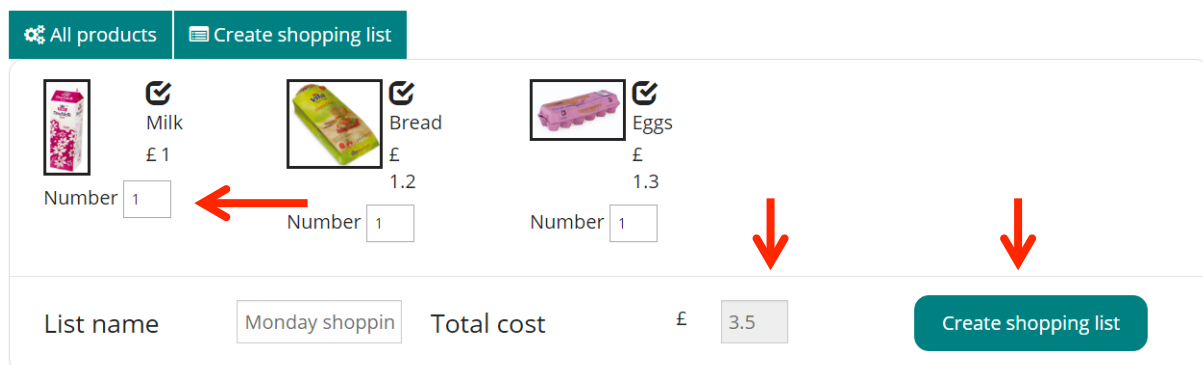 All products
Create shopping list
Milk
£ 1
Number 1
Bread
£
1.2
Number 1
Eggs
£
1.3
Number 1
List name
Monday shoppin
Total cost
£
3.5
Create shopping list